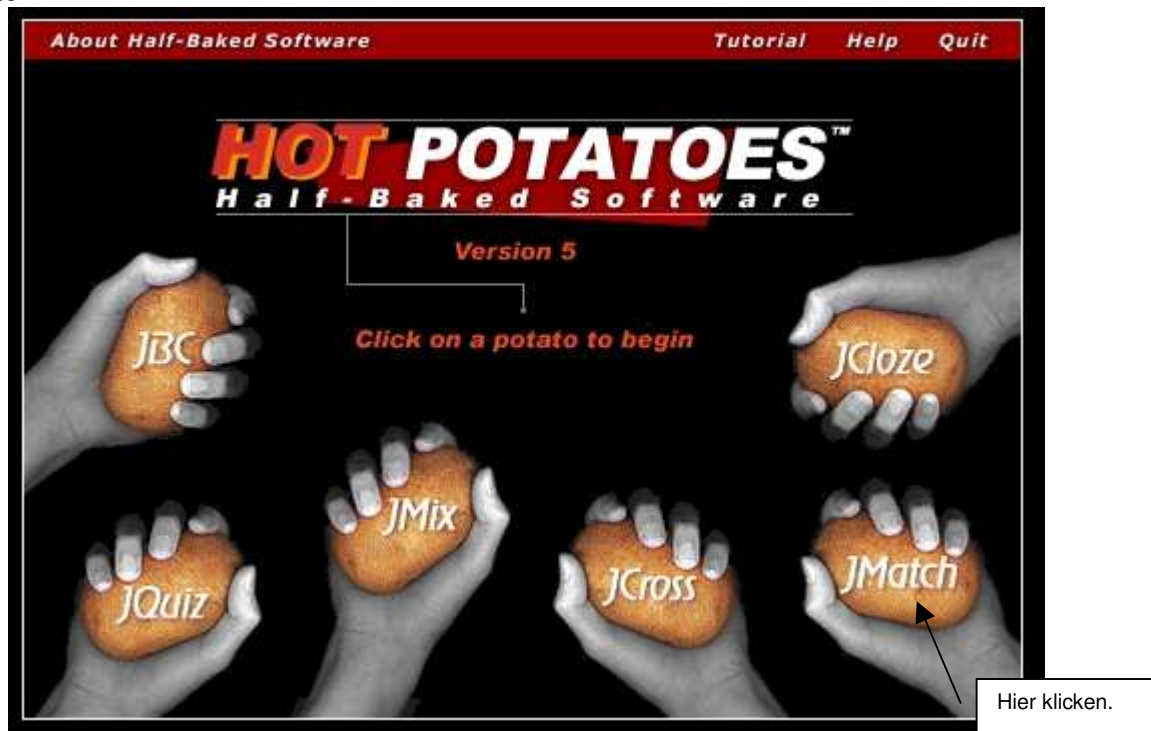 About Half-Baked Software Tutorial Help Quit
HOT POTATOES™
Half-Baked Software
Version 5
Click on a potato to begin
JBC
JCloze
JMix
JMatch
JQuiz
JCross
Hier klicken.